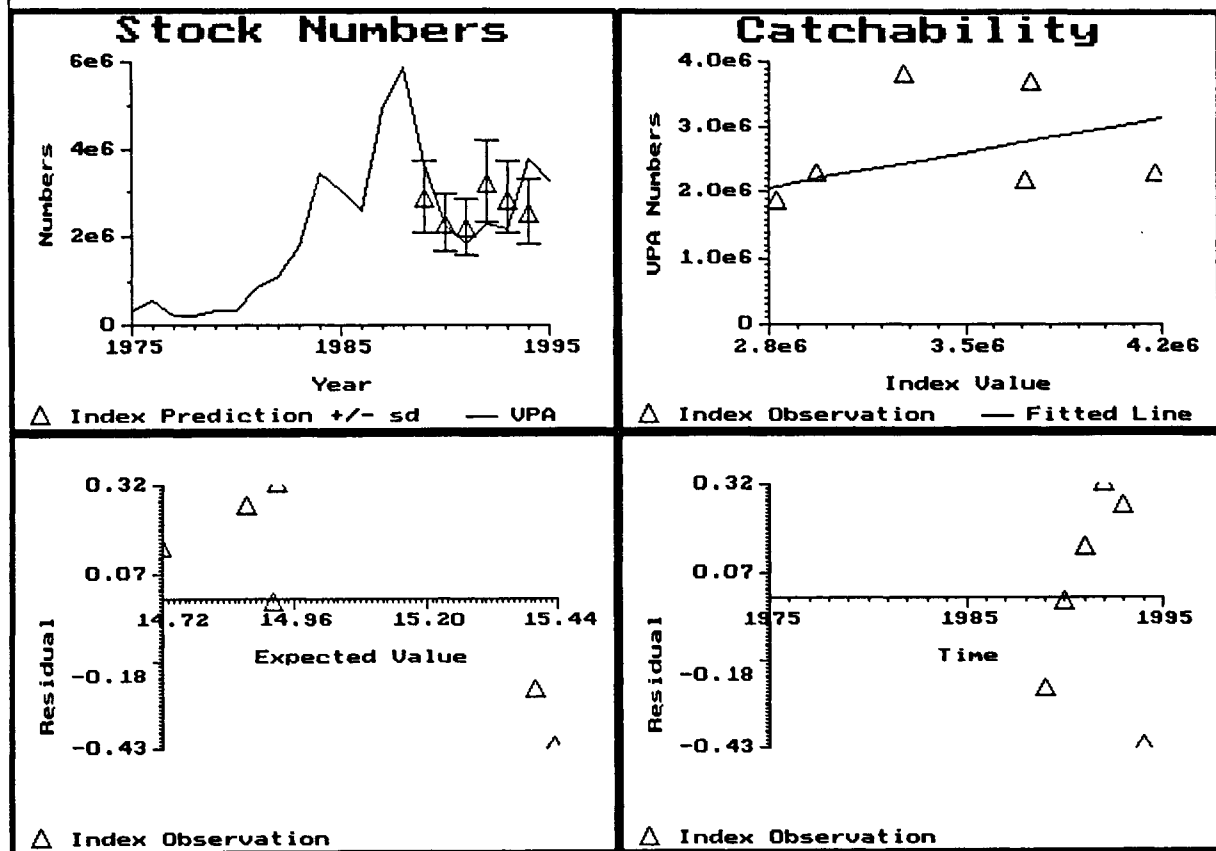 Stock Numbers
6e6
4e6
2e6
0
Numbers
1975
1985
1995
Year
△ Index Prediction +/- sd — VPA
Catchability
4.0e6
3.0e6
2.0e6
1.0e6
0
VPA Numbers
2.8e6
3.5e6
4.2e6
Index Value
△ Index Observation — Fitted Line
0.32
0.07
-0.18
-0.43
Residual
14.72
14.96
15.20
15.44
Expected Value
△ Index Observation
0.32
0.07
-0.18
-0.43
Residual
1975
1985
1995
Time
△ Index Observation